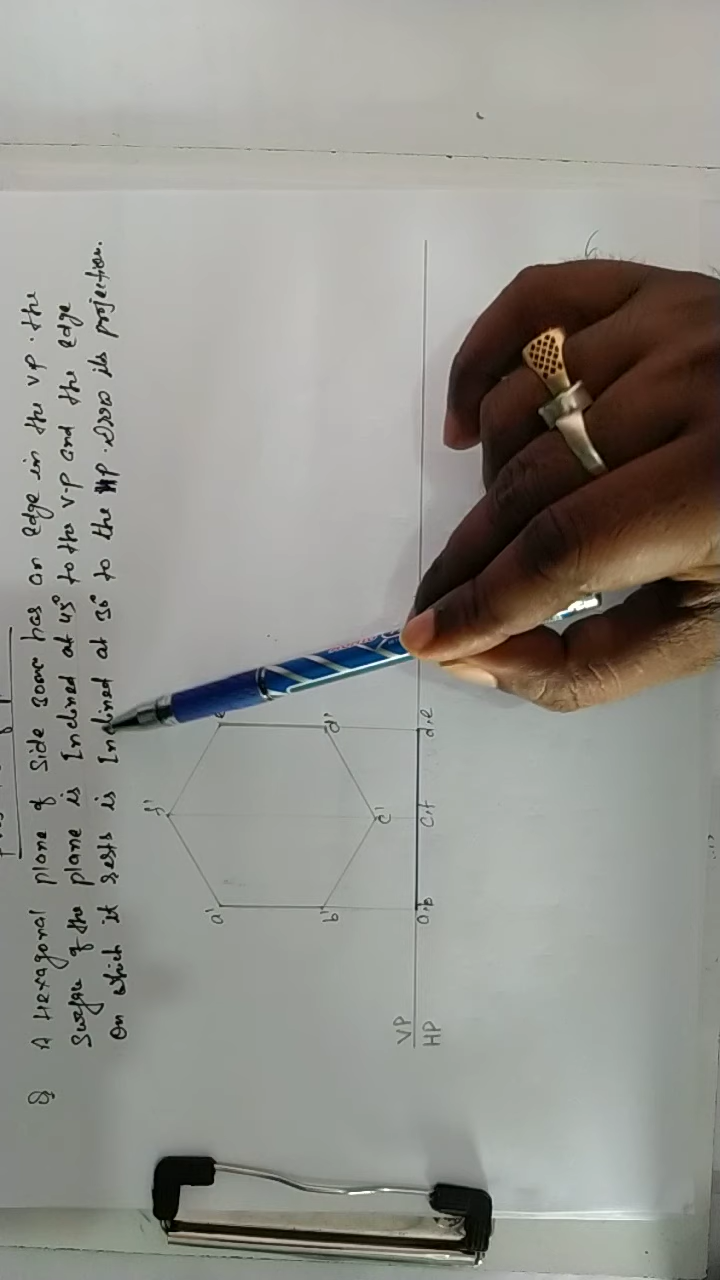 Q A Hexagonal plane of Side 30mm has an edge in the VP. the
Surface of the plane is Inclined at 45° to the V.P and the edge
on which it rests is Inclined at 30° to the HP. Draw its projection.
f'
a' e'
b' d'
c'
VP
a,b c,f d,e
HP